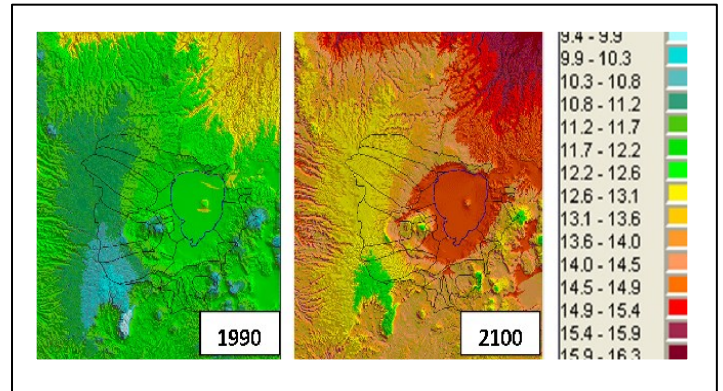 1990
2100
9.4 - 9.9
9.9 - 10.3
10.3 - 10.8
10.8 - 11.2
11.2 - 11.7
11.7 - 12.2
12.2 - 12.6
12.6 - 13.1
13.1 - 13.6
13.6 - 14.0
14.0 - 14.5
14.5 - 14.9
14.9 - 15.4
15.4 - 15.9
15.9 - 16.3